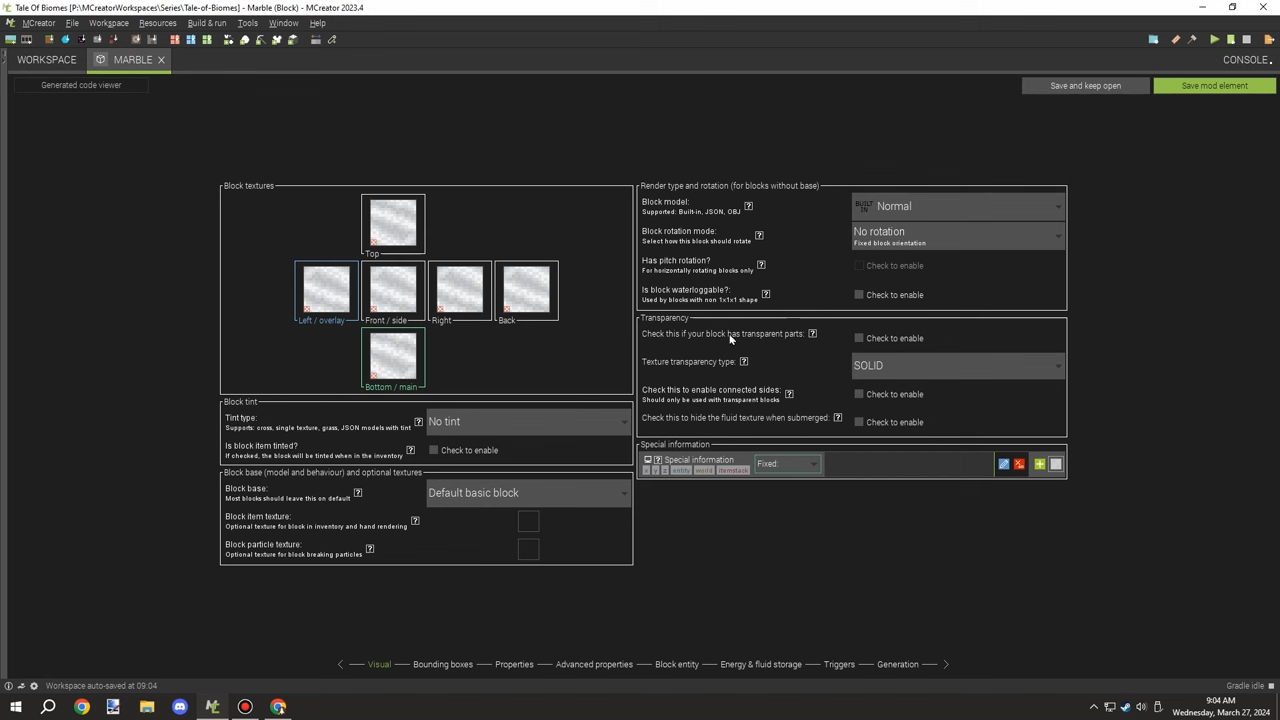 Tale Of Biomes [P:\MCreatorWorkspaces\Series\Tale-of-Biomes] - Marble (Block) - MCreator 2023.4
MCreator File Workspace Resources Build & run Tools Window Help
WORKSPACE MARBLE CONSOLE
Generated code viewer Save and keep open Save mod element
Block textures
Top
Left / overlay Front / side Right Back
Bottom / main
Block tint
Tint type:
Supports: cross, single texture, grass, JSON models with tint
No tint
Is block item tinted?
If checked, the block will be tinted when in the inventory
Check to enable
Block base (model and behaviour) and optional textures
Block base:
Most blocks should leave this on default
Default basic block
Block item texture:
Optional texture for block in inventory and hand rendering
Block particle texture:
Optional texture for block breaking particles
Render type and rotation (for blocks without base)
Block model:
Supported: Built-in, JSON, OBJ
BUILT IN Normal
Block rotation mode:
Select how this block should rotate
No rotation
Fixed block orientation
Has pitch rotation?
For horizontally rotating blocks only
Check to enable
Is block waterloggable?:
Used by blocks with non 1x1x1 shape
Check to enable
Transparency
Check this if your block has transparent parts: Check to enable
Texture transparency type: SOLID
Check this to enable connected sides:
Should only be used with transparent blocks
Check to enable
Check this to hide the fluid texture when submerged: Check to enable
Special information
Special information
x y z entity world itemstack
Fixed:
Visual Bounding boxes Properties Advanced properties Block entity Energy & fluid storage Triggers Generation
Workspace auto-saved at 09:04 Gradle idle
9:04 AM
Wednesday, March 27, 2024